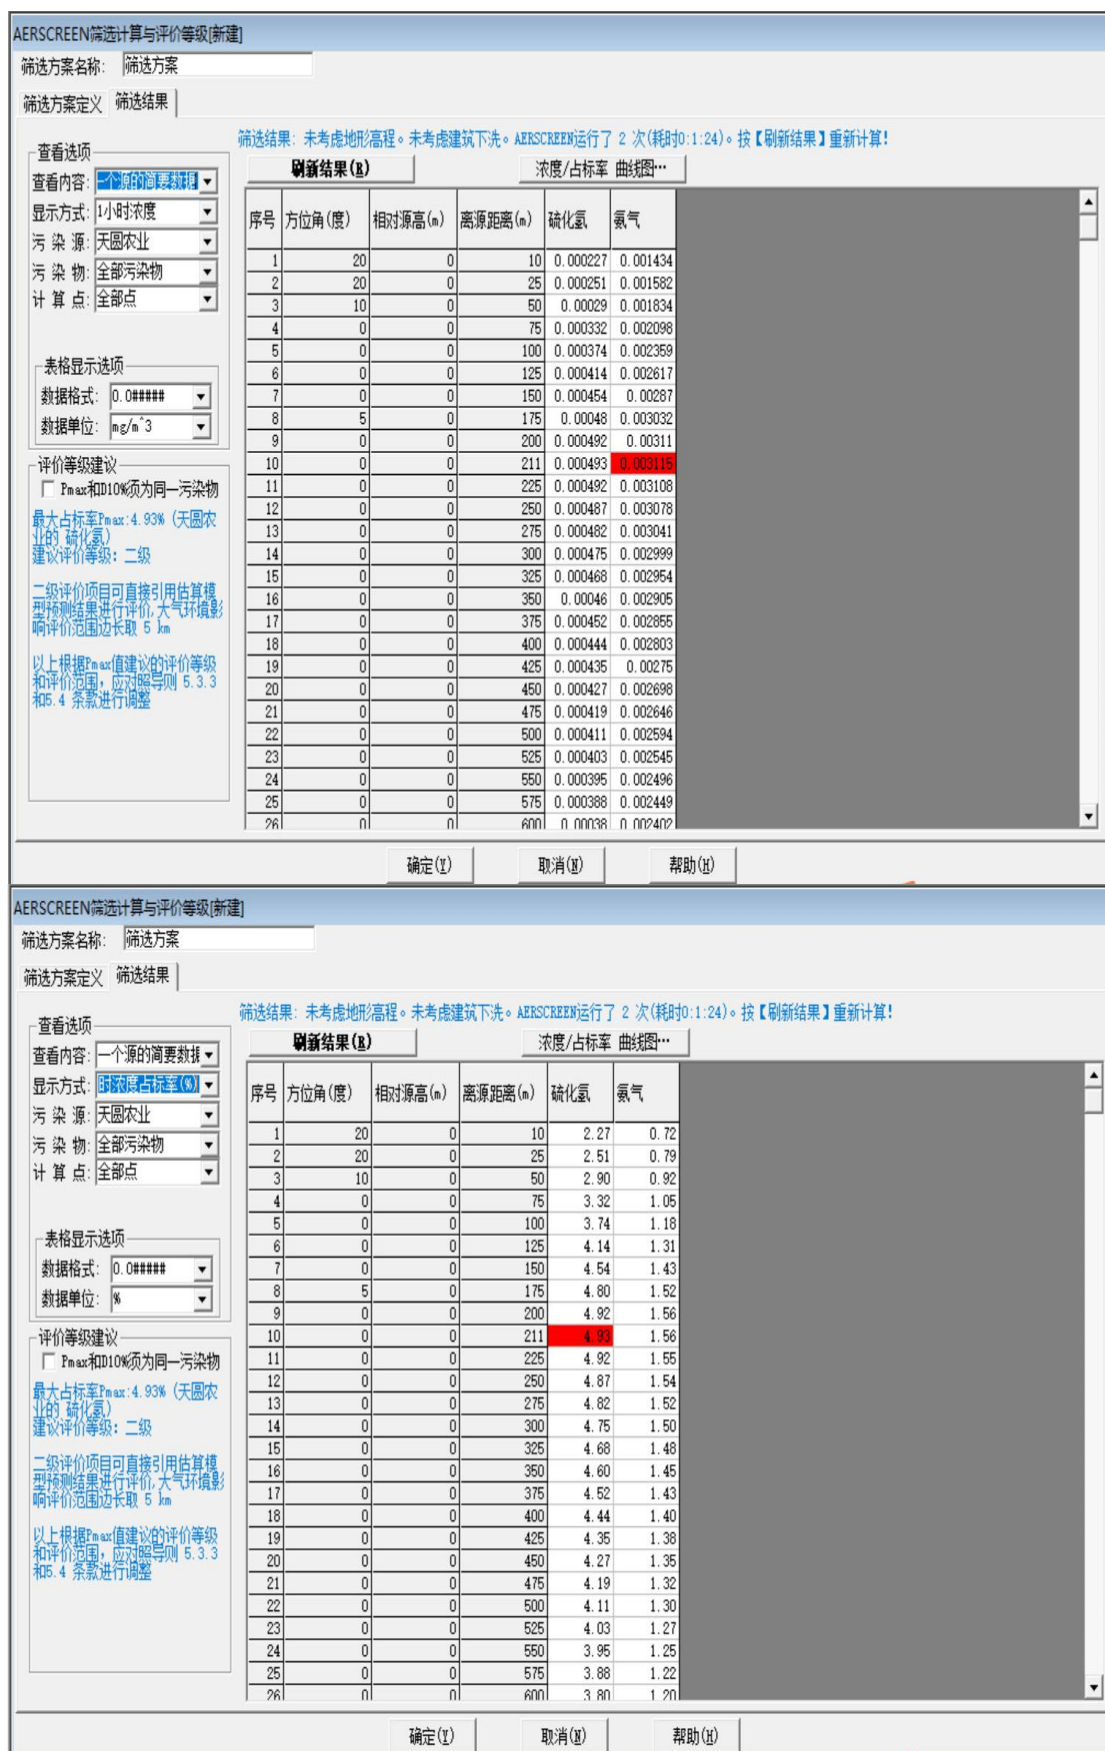 AERSCREEN筛选计算与评价等级[新建]
筛选方案名称: 筛选方案
筛选方案定义 筛选结果
筛选结果: 未考虑地形高程。未考虑建筑下洗。AERSCREEN运行了 2 次(耗时0:1:24)。按【刷新结果】重新计算!
查看选项
查看内容: 一个源的简要数据
显示方式: 1小时浓度
污 染 源: 天圆农业
污 染 物: 全部污染物
计 算 点: 全部点
表格显示选项
数据格式: 0.0#####
数据单位: mg/m^3
评价等级建议
Pmax和D10%须为同一污染物
最大占标率Pmax:4.93% (天圆农
业的 硫化氢)
建议评价等级: 二级
二级评价项目可直接引用估算模
型预测结果进行评价,大气环境影
响评价范围边长取 5 km
以上根据Pmax值建议的评价等级
和评价范围, 应对照导则 5.3.3
和5.4 条款进行调整
刷新结果(R) 浓度/占标率 曲线图…
序号 方位角(度) 相对源高(m) 离源距离(m) 硫化氢 氨气
1 20 0 10 0.000227 0.001434
2 20 0 25 0.000251 0.001582
3 10 0 50 0.00029 0.001834
4 0 0 75 0.000332 0.002098
5 0 0 100 0.000374 0.002359
6 0 0 125 0.000414 0.002617
7 0 0 150 0.000454 0.00287
8 5 0 175 0.00048 0.003032
9 0 0 200 0.000492 0.00311
10 0 0 211 0.000493 0.003115
11 0 0 225 0.000492 0.003108
12 0 0 250 0.000487 0.003078
13 0 0 275 0.000482 0.003041
14 0 0 300 0.000475 0.002999
15 0 0 325 0.000468 0.002954
16 0 0 350 0.00046 0.002905
17 0 0 375 0.000452 0.002855
18 0 0 400 0.000444 0.002803
19 0 0 425 0.000435 0.00275
20 0 0 450 0.000427 0.002698
21 0 0 475 0.000419 0.002646
22 0 0 500 0.000411 0.002594
23 0 0 525 0.000403 0.002545
24 0 0 550 0.000395 0.002496
25 0 0 575 0.000388 0.002449
26 0 0 600 0.00038 0.002402
确定(Y) 取消(N) 帮助(H)
AERSCREEN筛选计算与评价等级[新建]
筛选方案名称: 筛选方案
筛选方案定义 筛选结果
筛选结果: 未考虑地形高程。未考虑建筑下洗。AERSCREEN运行了 2 次(耗时0:1:24)。按【刷新结果】重新计算!
查看选项
查看内容: 一个源的简要数据
显示方式: 时浓度占标率(%)
污 染 源: 天圆农业
污 染 物: 全部污染物
计 算 点: 全部点
表格显示选项
数据格式: 0.0#####
数据单位: %
评价等级建议
Pmax和D10%须为同一污染物
最大占标率Pmax:4.93% (天圆农
业的 硫化氢)
建议评价等级: 二级
二级评价项目可直接引用估算模
型预测结果进行评价,大气环境影
响评价范围边长取 5 km
以上根据Pmax值建议的评价等级
和评价范围, 应对照导则 5.3.3
和5.4 条款进行调整
刷新结果(R) 浓度/占标率 曲线图…
序号 方位角(度) 相对源高(m) 离源距离(m) 硫化氢 氨气
1 20 0 10 2.27 0.72
2 20 0 25 2.51 0.79
3 10 0 50 2.90 0.92
4 0 0 75 3.32 1.05
5 0 0 100 3.74 1.18
6 0 0 125 4.14 1.31
7 0 0 150 4.54 1.43
8 5 0 175 4.80 1.52
9 0 0 200 4.92 1.56
10 0 0 211 4.93 1.56
11 0 0 225 4.92 1.55
12 0 0 250 4.87 1.54
13 0 0 275 4.82 1.52
14 0 0 300 4.75 1.50
15 0 0 325 4.68 1.48
16 0 0 350 4.60 1.45
17 0 0 375 4.52 1.43
18 0 0 400 4.44 1.40
19 0 0 425 4.35 1.38
20 0 0 450 4.27 1.35
21 0 0 475 4.19 1.32
22 0 0 500 4.11 1.30
23 0 0 525 4.03 1.27
24 0 0 550 3.95 1.25
25 0 0 575 3.88 1.22
26 0 0 600 3.80 1.20
确定(Y) 取消(N) 帮助(H)